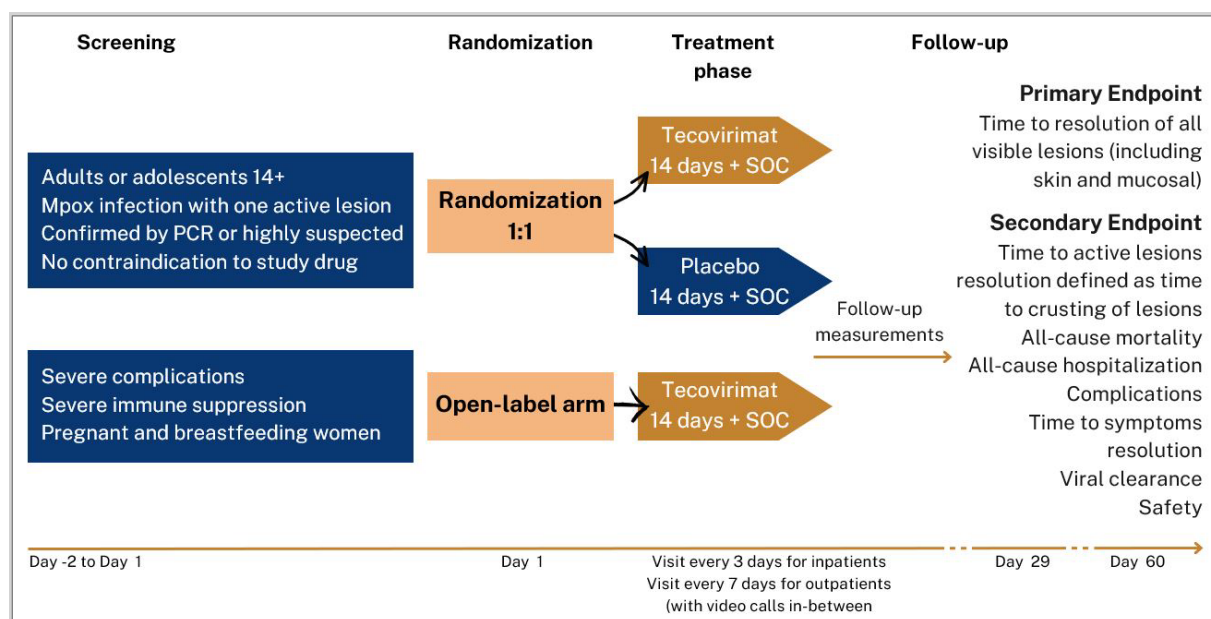 Screening
Randomization
Treatment
phase
Follow-up
Adults or adolescents 14+
Mpox infection with one active lesion
Confirmed by PCR or highly suspected
No contraindication to study drug
Randomization
1:1
Tecovirimat
14 days + SOC
Placebo
14 days + SOC
Severe complications
Severe immune suppression
Pregnant and breastfeeding women
Open-label arm
Tecovirimat
14 days + SOC
Follow-up
measurements
Primary Endpoint
Time to resolution of all
visible lesions (including
skin and mucosal)
Secondary Endpoint
Time to active lesions
resolution defined as time
to crusting of lesions
All-cause mortality
All-cause hospitalization
Complications
Time to symptoms
resolution
Viral clearance
Safety
Day -2 to Day 1
Day 1
Visit every 3 days for inpatients
Visit every 7 days for outpatients
(with video calls in-between
Day 29
Day 60